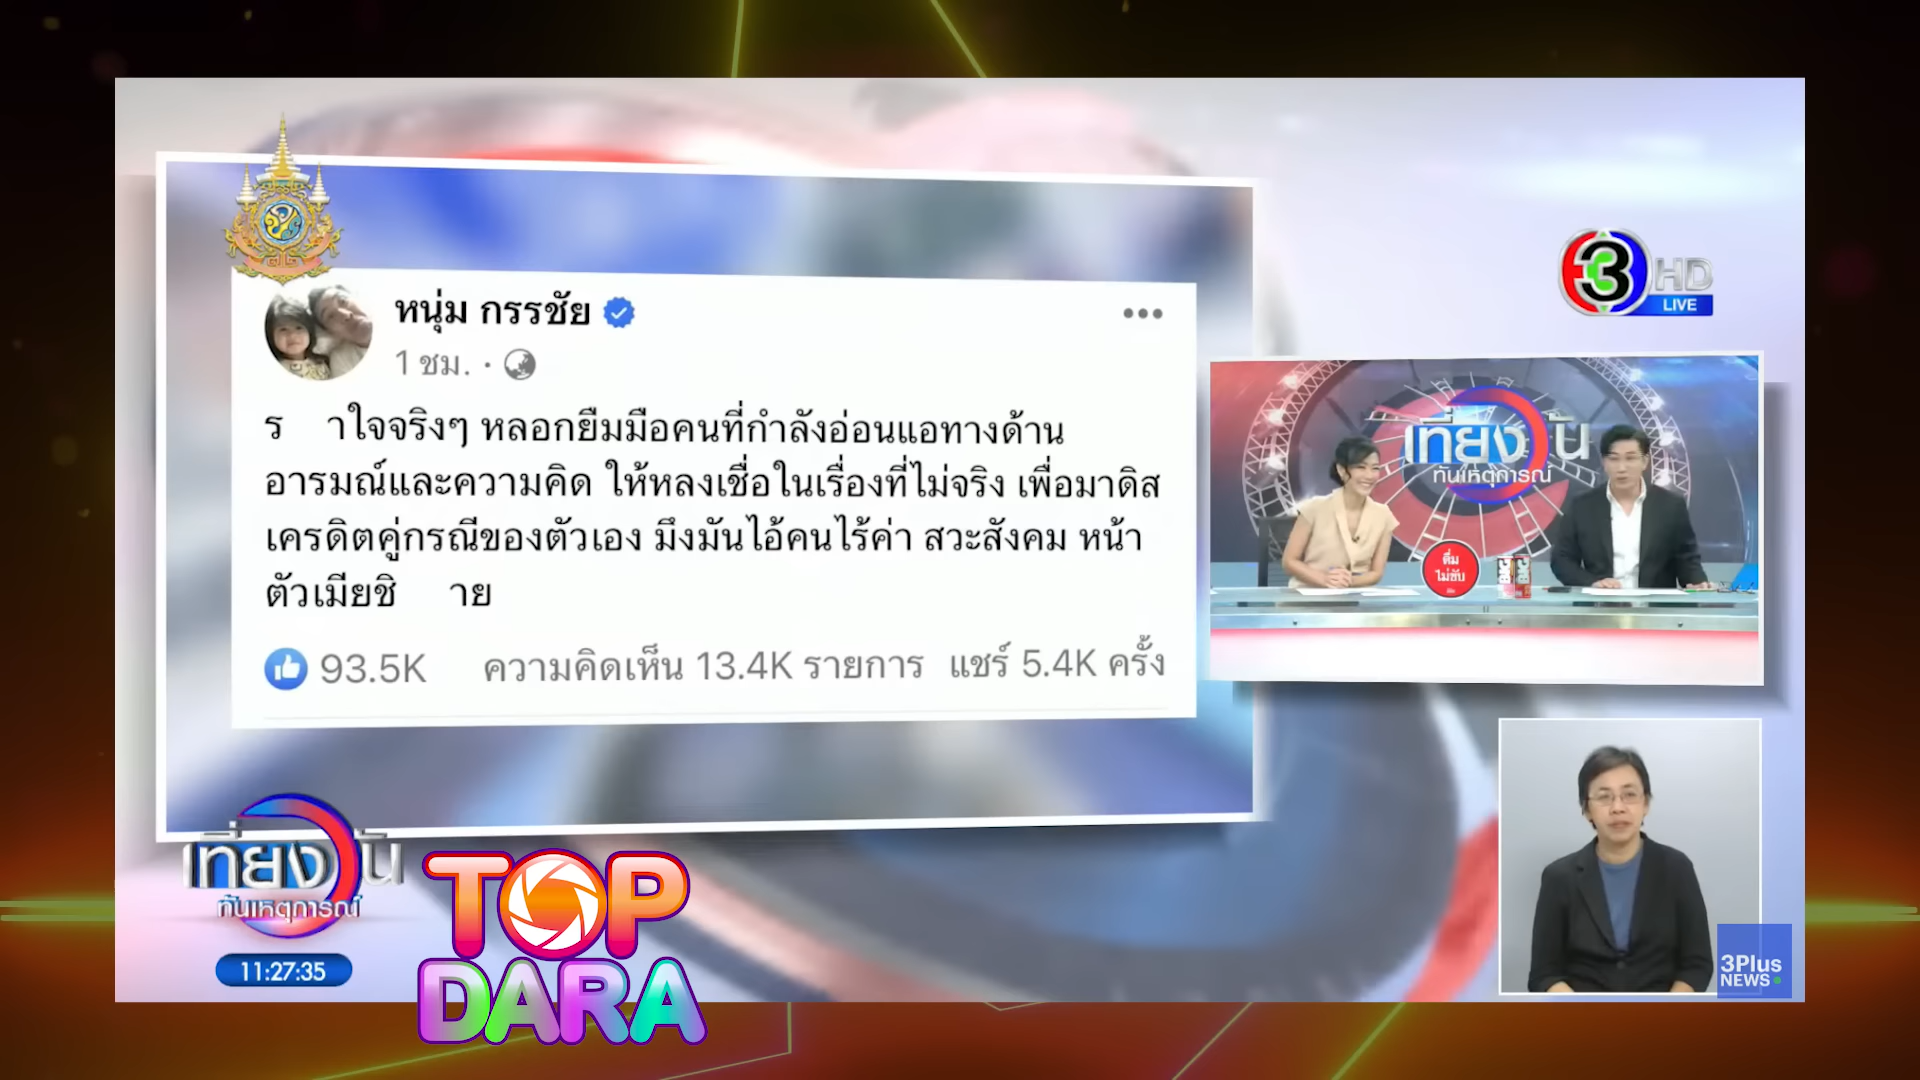 หนุ่ม กรรชัย
1 ชม.
ร าใจจริงๆ หลอกยืมมือคนที่กำลังอ่อนแอทางด้าน
อารมณ์และความคิด ให้หลงเชื่อในเรื่องที่ไม่จริง เพื่อมาดิส
เครดิตคู่กรณีของตัวเอง มึงมันไอ้คนไร้ค่า สวะสังคม หน้า
ตัวเมียชิ าย
93.5K ความคิดเห็น 13.4K รายการ แชร์ 5.4K ครั้ง
3 HD
LIVE
เที่ยงวัน
ทันเหตุการณ์
ดื่ม
ไม่ขับ
เที่ยงวัน
ทันเหตุการณ์
11:27:35
TOP
DARA
3Plus
NEWS